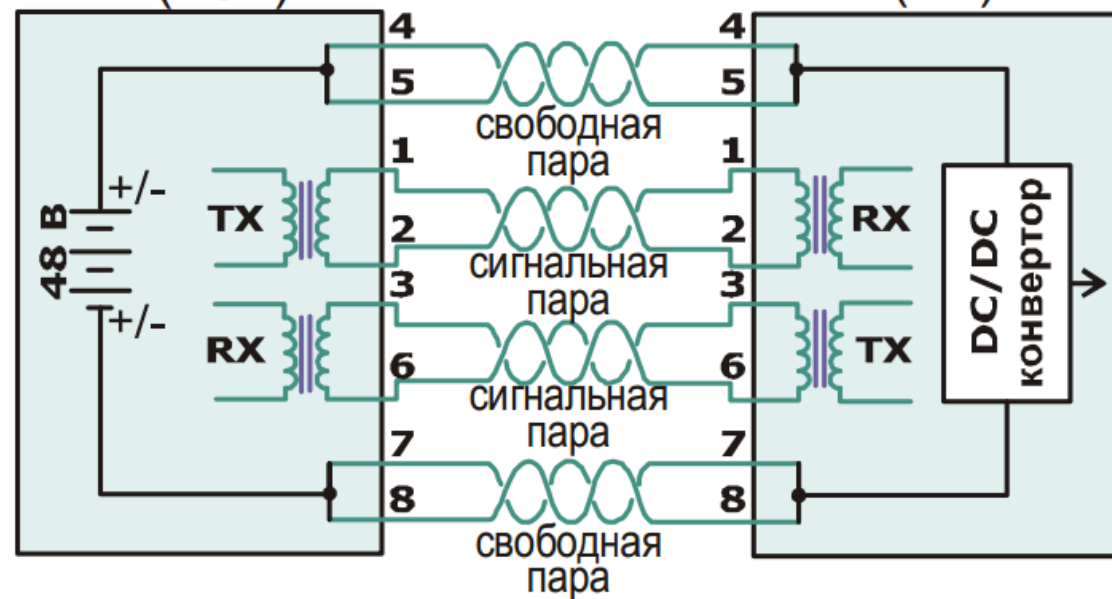 4 4
5 5
свободная
пара
1 1
+/-
TX RX
2 2
48 В
сигнальная
пара
DC/DC
конвертор
3 3
+/-
RX TX
6 6
сигнальная
пара
7 7
8 8
свободная
пара